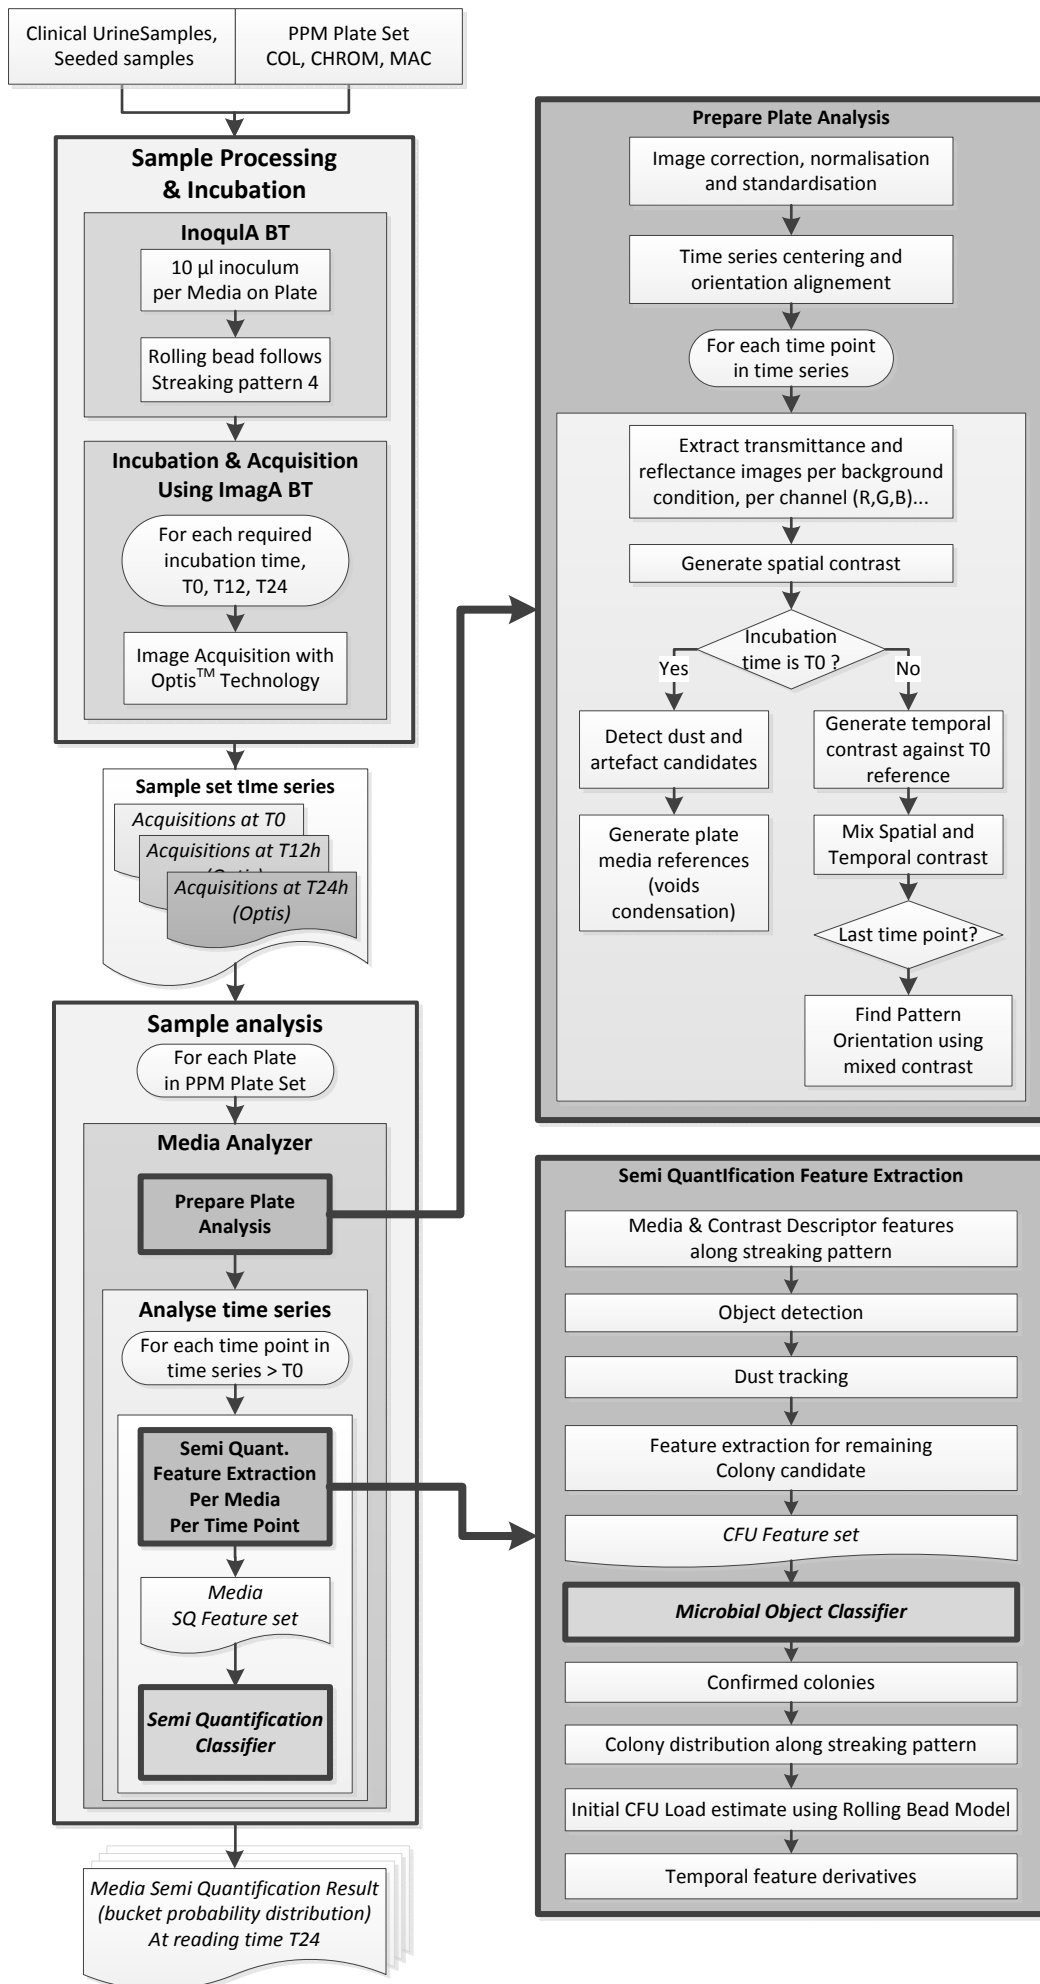 Clinical UrineSamples,
Seeded samples
PPM Plate Set
COL, CHROM, MAC
Sample Processing
& Incubation
InoqulA BT
10 µl inoculum
per Media on Plate
Rolling bead follows
Streaking pattern 4
Incubation & Acquisition
Using ImagA BT
For each required
incubation time,
T0, T12, T24
Image Acquisition with
Optis™ Technology
Sample set tIme series
Acquisitions at T0
Acquisitions at T12h
(Optis)
Acquisitions at T24h
(Optis)
Sample analysis
For each Plate
in PPM Plate Set
Media Analyzer
Prepare Plate
Analysis
Analyse time series
For each time point in
time series > T0
Semi Quant.
Feature Extraction
Per Media
Per Time Point
Media
SQ Feature set
Semi Quantification
Classifier
Media Semi Quantification Result
(bucket probability distribution)
At reading time T24
Prepare Plate Analysis
Image correction, normalisation
and standardisation
Time series centering and
orientation alignement
For each time point
in time series
Extract transmittance and
reflectance images per background
condition, per channel (R,G,B)...
Generate spatial contrast
Incubation
time is T0 ?
Yes
No
Detect dust and
artefact candidates
Generate plate
media references
(voids
condensation)
Generate temporal
contrast against T0
reference
Mix Spatial and
Temporal contrast
Last time point?
Find Pattern
Orientation using
mixed contrast
Semi QuantIfication Feature Extraction
Media & Contrast Descriptor features
along streaking pattern
Object detection
Dust tracking
Feature extraction for remaining
Colony candidate
CFU Feature set
Microbial Object Classifier
Confirmed colonies
Colony distribution along streaking pattern
Initial CFU Load estimate using Rolling Bead Model
Temporal feature derivatives